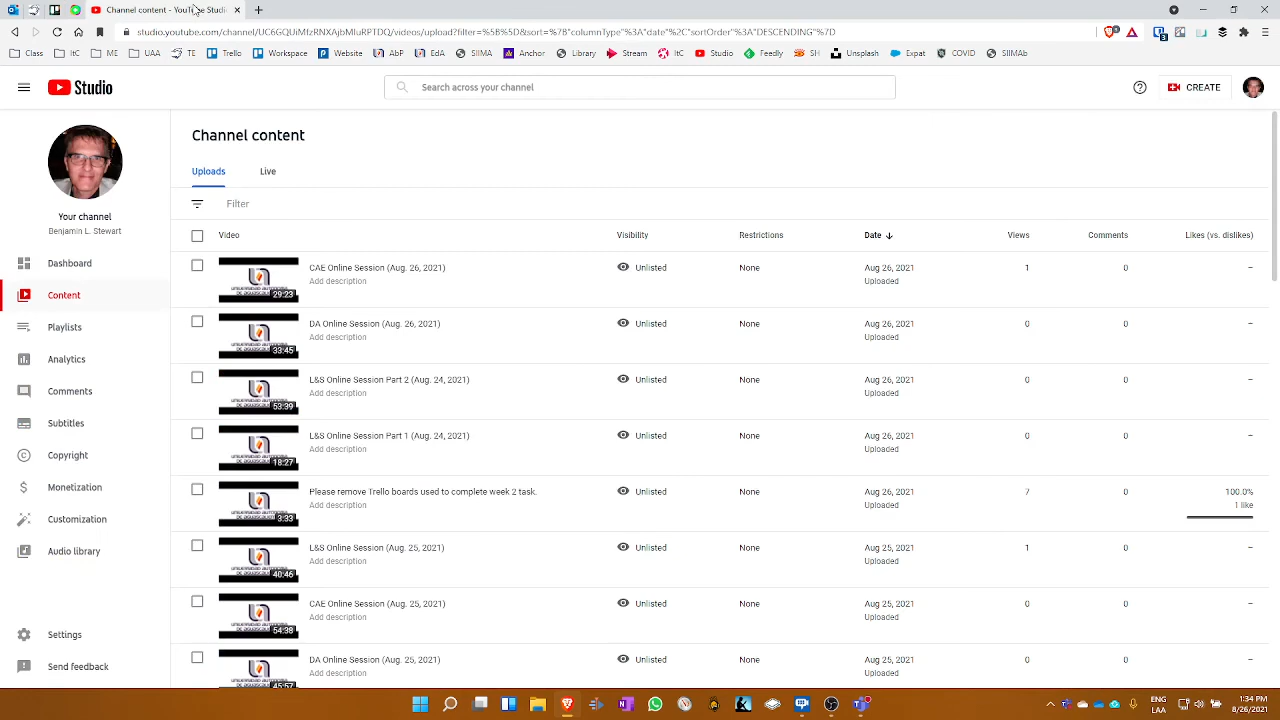 Channel content - YouTube Studio
studio.youtube.com/channel/UC6GQUiMfzRNXAjbMIuRPTDQ/videos/upload?filter=%5B%5D&sort=%7B"columnType"%3A"date"%2C"sortOrder"%3A"DESCENDING"%7D
Class ItC ME M UAA TE Trello Workspace Website Library EdA SIIMA Anchor Library Stream ItC Studio Feedly SH Unsplash Expat COVID SIIMAL
Studio
Search across your channel
CREATE
Channel content
Uploads Live
Filter
Your channel
Benjamin L. Stewart
Dashboard
Content
Playlists
Analytics
Comments
Subtitles
Copyright
Monetization
Customization
Audio library
Settings
Send feedback
Video Visibility Restrictions Date Views Comments Likes (vs. dislikes)
CAE Online Session (Aug. 26, 2021) Unlisted None Aug 26, 2021 1 0 –
29:23 Add description Uploaded
DA Online Session (Aug. 26, 2021) Unlisted None Aug 26, 2021 0 0 –
33:45 Add description Uploaded
L&S Online Session Part 2 (Aug. 24, 2021) Unlisted None Aug 26, 2021 0 0 –
53:39 Add description Uploaded
L&S Online Session Part 1 (Aug. 24, 2021) Unlisted None Aug 26, 2021 0 0 –
18:27 Add description Uploaded
Please remove Trello boards used to complete week 2 task. Unlisted None Aug 26, 2021 7 0 100.0%
3:33 Add description Uploaded 1 like
L&S Online Session (Aug. 25, 2021) Unlisted None Aug 25, 2021 1 0 –
40:46 Add description Uploaded
CAE Online Session (Aug. 25, 2021) Unlisted None Aug 25, 2021 0 0 –
54:38 Add description Uploaded
DA Online Session (Aug. 25, 2021) Unlisted None Aug 25, 2021 0 0 –
45:57 Add description Uploaded
ENG
LAA
1:34 PM
8/26/2021